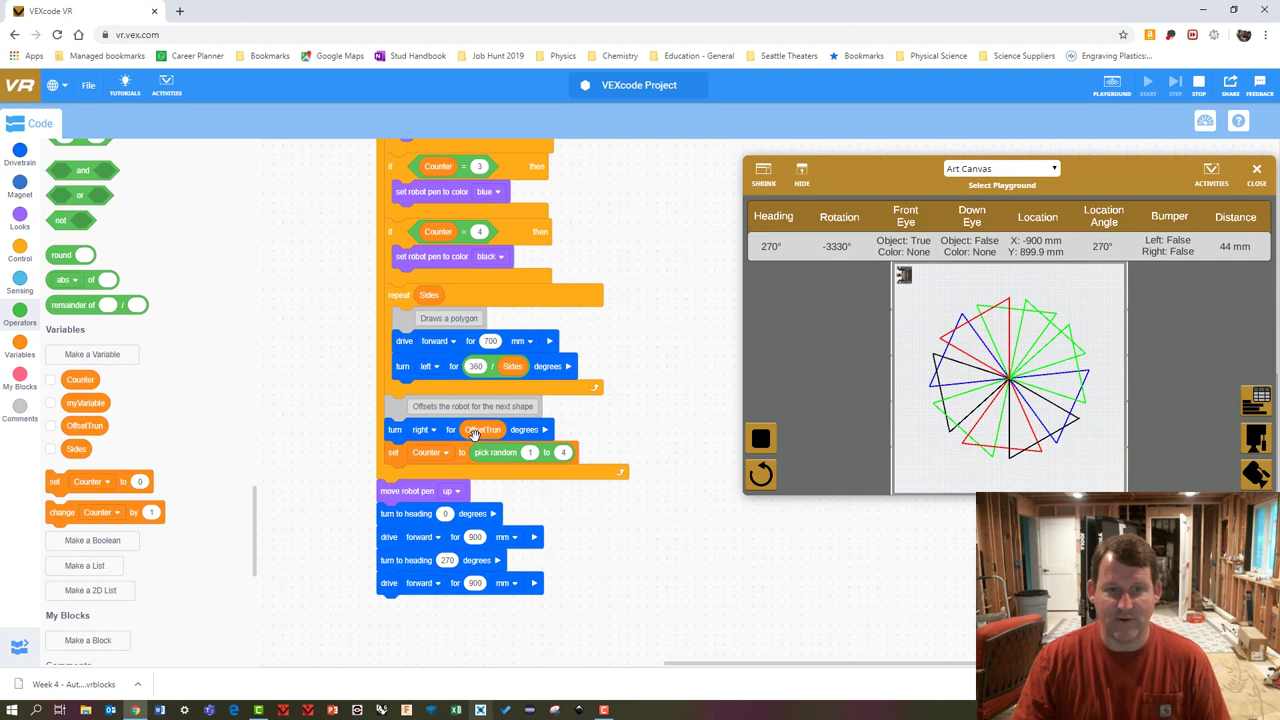 VEXcode VR
vr.vex.com
Apps Managed bookmarks Career Planner Bookmarks Google Maps Stud Handbook Job Hunt 2019 Physics Chemistry Education - General Seattle Theaters Bookmarks Physical Science Science Suppliers Engraving Plastics:...
VR File TUTORIALS ACTIVITIES VEXcode Project PLAYGROUND START STEP STOP SHARE FEEDBACK
Code
Drivetrain
Magnet
Looks
Control
Sensing
Operators
Variables
My Blocks
Comments
and
or
not
round
abs of
remainder of /
Variables
Make a Variable
Counter
myVariable
OffsetTrun
Sides
set Counter to 0
change Counter by 1
Make a Boolean
Make a List
Make a 2D List
My Blocks
Make a Block
if Counter = 3 then
set robot pen to color blue
if Counter = 4 then
set robot pen to color black
repeat Sides
Draws a polygon
drive forward for 700 mm
turn left for 360 / Sides degrees
Offsets the robot for the next shape
turn right for OffsetTrun degrees
set Counter to pick random 1 to 4
move robot pen up
turn to heading 0 degrees
drive forward for 900 mm
turn to heading 270 degrees
drive forward for 900 mm
SHRINK HIDE Art Canvas ACTIVITIES CLOSE
Select Playground
Heading Rotation Front Eye Down Eye Location Location Angle Bumper Distance
270° -3330° Object: True Color: None Object: False Color: None X: -900 mm Y: 899.9 mm 270° Left: False Right: False 44 mm
Week 4 - Aut....vrblocks